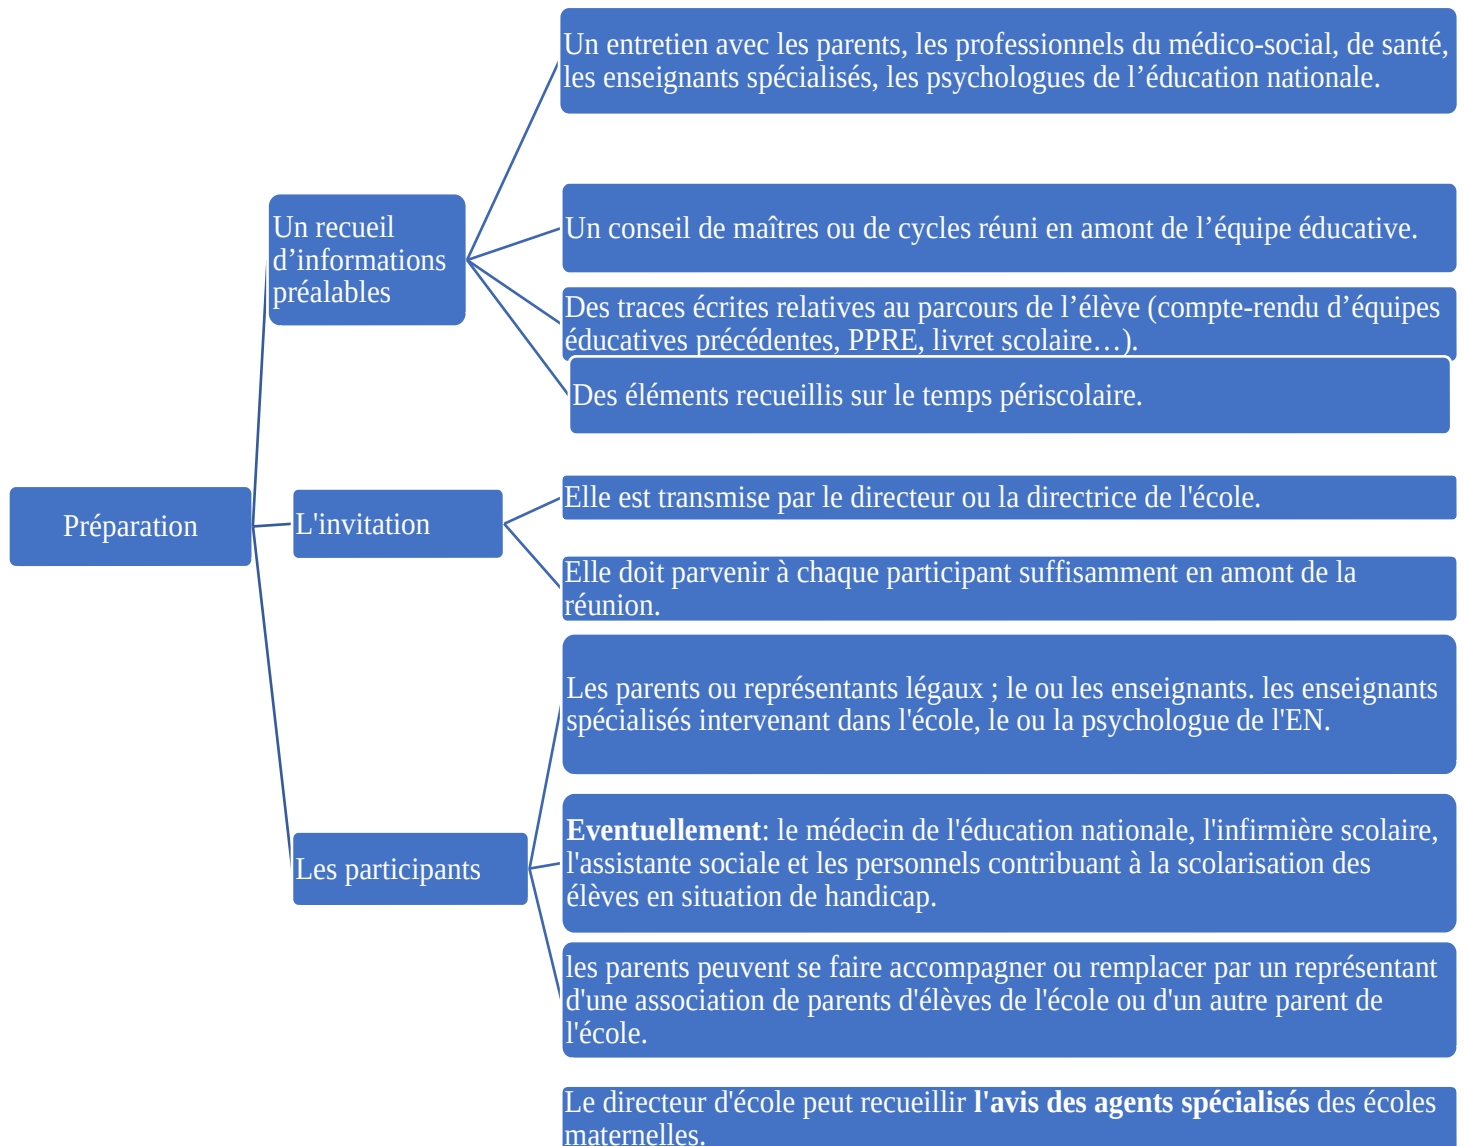 Préparation
Un recueil
d’informations
préalables
Un entretien avec les parents, les professionnels du médico-social, de santé,
les enseignants spécialisés, les psychologues de l’éducation nationale.
Un conseil de maîtres ou de cycles réuni en amont de l’équipe éducative.
Des traces écrites relatives au parcours de l’élève (compte-rendu d’équipes
éducatives précédentes, PPRE, livret scolaire…).
Des éléments recueillis sur le temps périscolaire.
L'invitation
Elle est transmise par le directeur ou la directrice de l'école.
Elle doit parvenir à chaque participant suffisamment en amont de la
réunion.
Les participants
Les parents ou représentants légaux ; le ou les enseignants. les enseignants
spécialisés intervenant dans l'école, le ou la psychologue de l'EN.
Eventuellement: le médecin de l'éducation nationale, l'infirmière scolaire,
l'assistante sociale et les personnels contribuant à la scolarisation des
élèves en situation de handicap.
les parents peuvent se faire accompagner ou remplacer par un représentant
d'une association de parents d'élèves de l'école ou d'un autre parent de
l'école.
Le directeur d'école peut recueillir l'avis des agents spécialisés des écoles
maternelles.